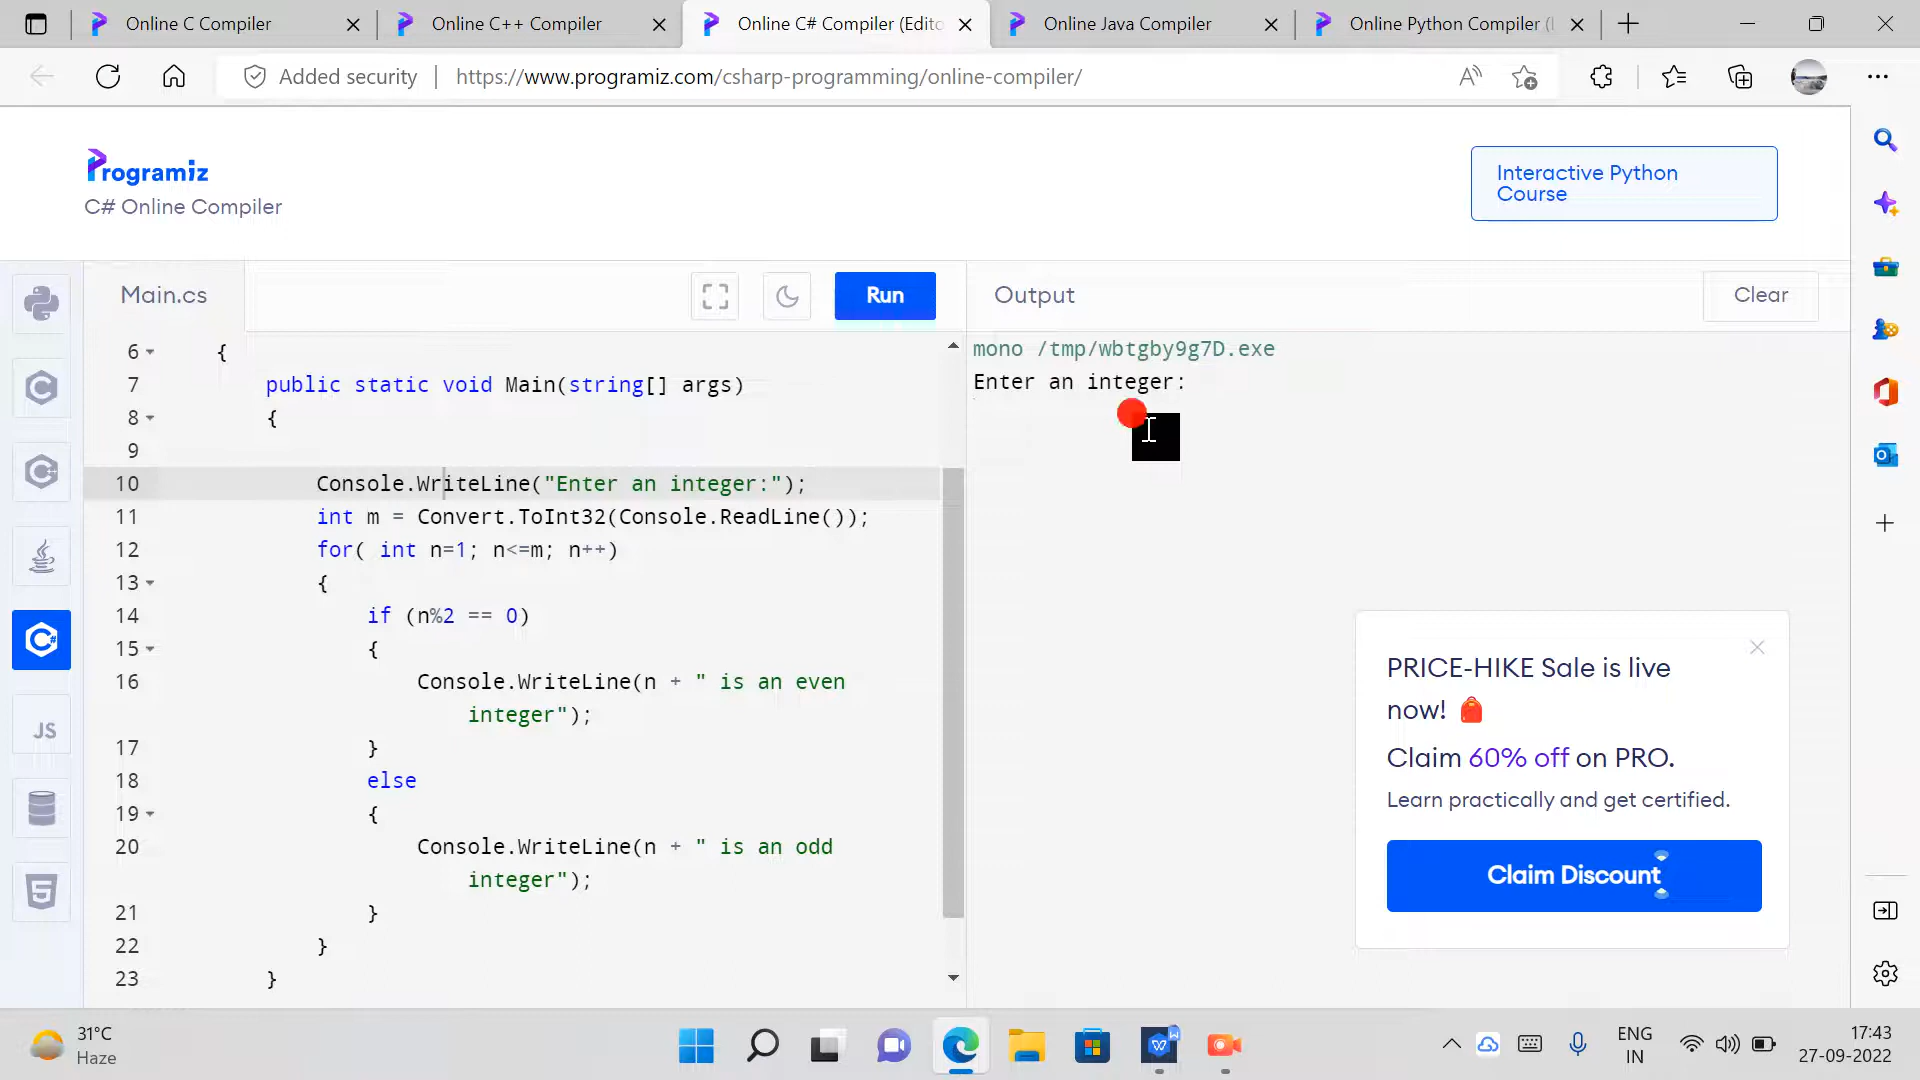 Online C Compiler
Online C++ Compiler
Online C# Compiler (Edito
Online Java Compiler
Online Python Compiler (I
Added security
https://www.programiz.com/csharp-programming/online-compiler/
Programiz
C# Online Compiler
Interactive Python
Course
Main.cs
Run
Output
Clear
6 {
7 public static void Main(string[] args)
8 {
9
10 Console.WriteLine("Enter an integer:");
11 int m = Convert.ToInt32(Console.ReadLine());
12 for( int n=1; n<=m; n++)
13 {
14 if (n%2 == 0)
15 {
16 Console.WriteLine(n + " is an even
integer");
17 }
18 else
19 {
20 Console.WriteLine(n + " is an odd
integer");
21 }
22 }
23 }
mono /tmp/wbtgby9g7D.exe
Enter an integer:
PRICE-HIKE Sale is live
now!
Claim 60% off on PRO.
Learn practically and get certified.
Claim Discount
JS
31°C
Haze
ENG
IN
17:43
27-09-2022